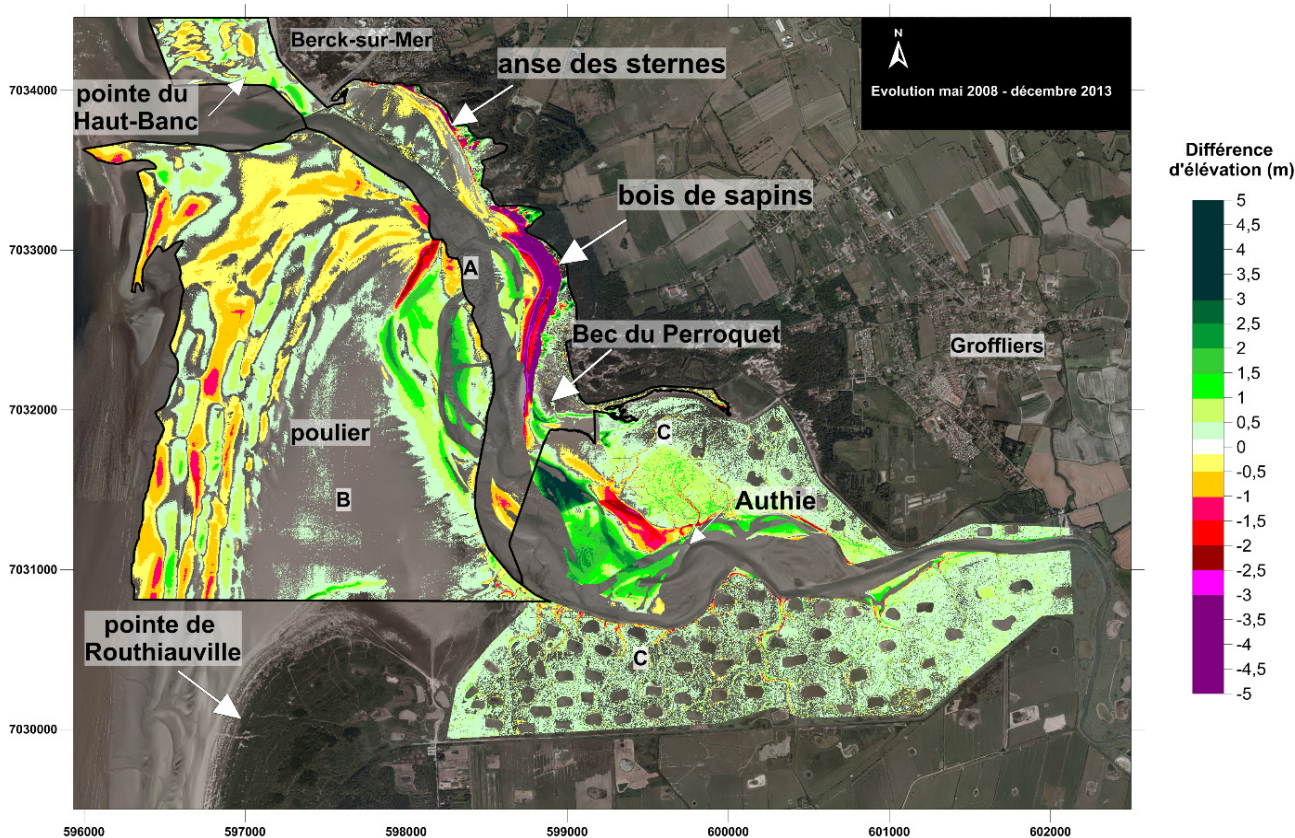 Berck-sur-Mer
pointe du
Haut-Banc
anse des sternes
N
Evolution mai 2008 - décembre 2013
bois de sapins
A
Bec du Perroquet
Groffliers
poulier
C
B
Authie
pointe de
Routhiauville
C
7034000
7033000
7032000
7031000
7030000
596000
597000
598000
599000
600000
601000
602000
Différence
d'élévation (m)
5
4,5
4
3,5
3
2,5
2
1,5
1
0,5
0
-0,5
-1
-1,5
-2
-2,5
-3
-3,5
-4
-4,5
-5